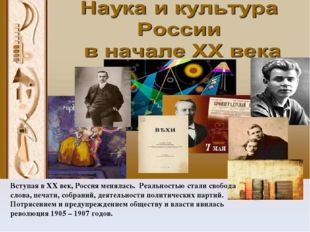 Наука и культура
России
в начале XX века
ВѢХИ
7 МАЯ
Вступая в XX век, Россия менялась. Реальностью стали свобода
слова, печати, собраний, деятельности политических партий.
Потрясением и предупреждением обществу и власти явилась
революция 1905 – 1907 годов.